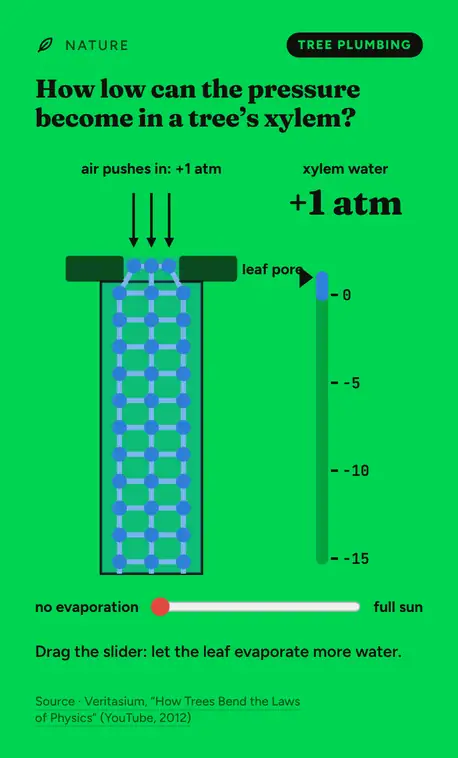 NATURE
TREE PLUMBING
How low can the pressure
become in a tree’s xylem?
air pushes in: +1 atm
xylem water
+1 atm
leaf pore
0
-5
-10
-15
no evaporation
full sun
Drag the slider: let the leaf evaporate more water.
Source · Veritasium, “How Trees Bend the Laws
of Physics” (YouTube, 2012)